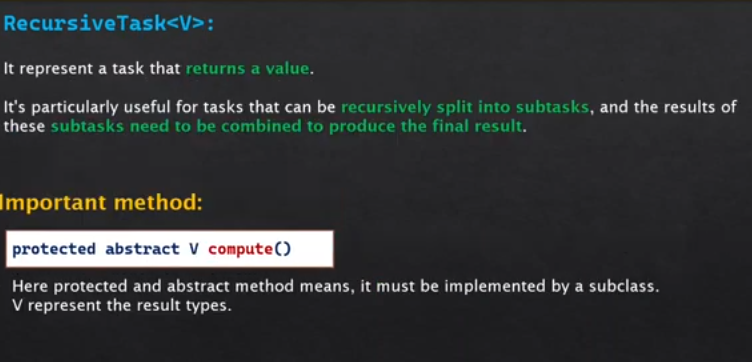 RecursiveTask<V>:
It represent a task that returns a value.
It's particularly useful for tasks that can be recursively split into subtasks, and the results of
these subtasks need to be combined to produce the final result.
Important method:
protected abstract V compute()
Here protected and abstract method means, it must be implemented by a subclass.
V represent the result types.